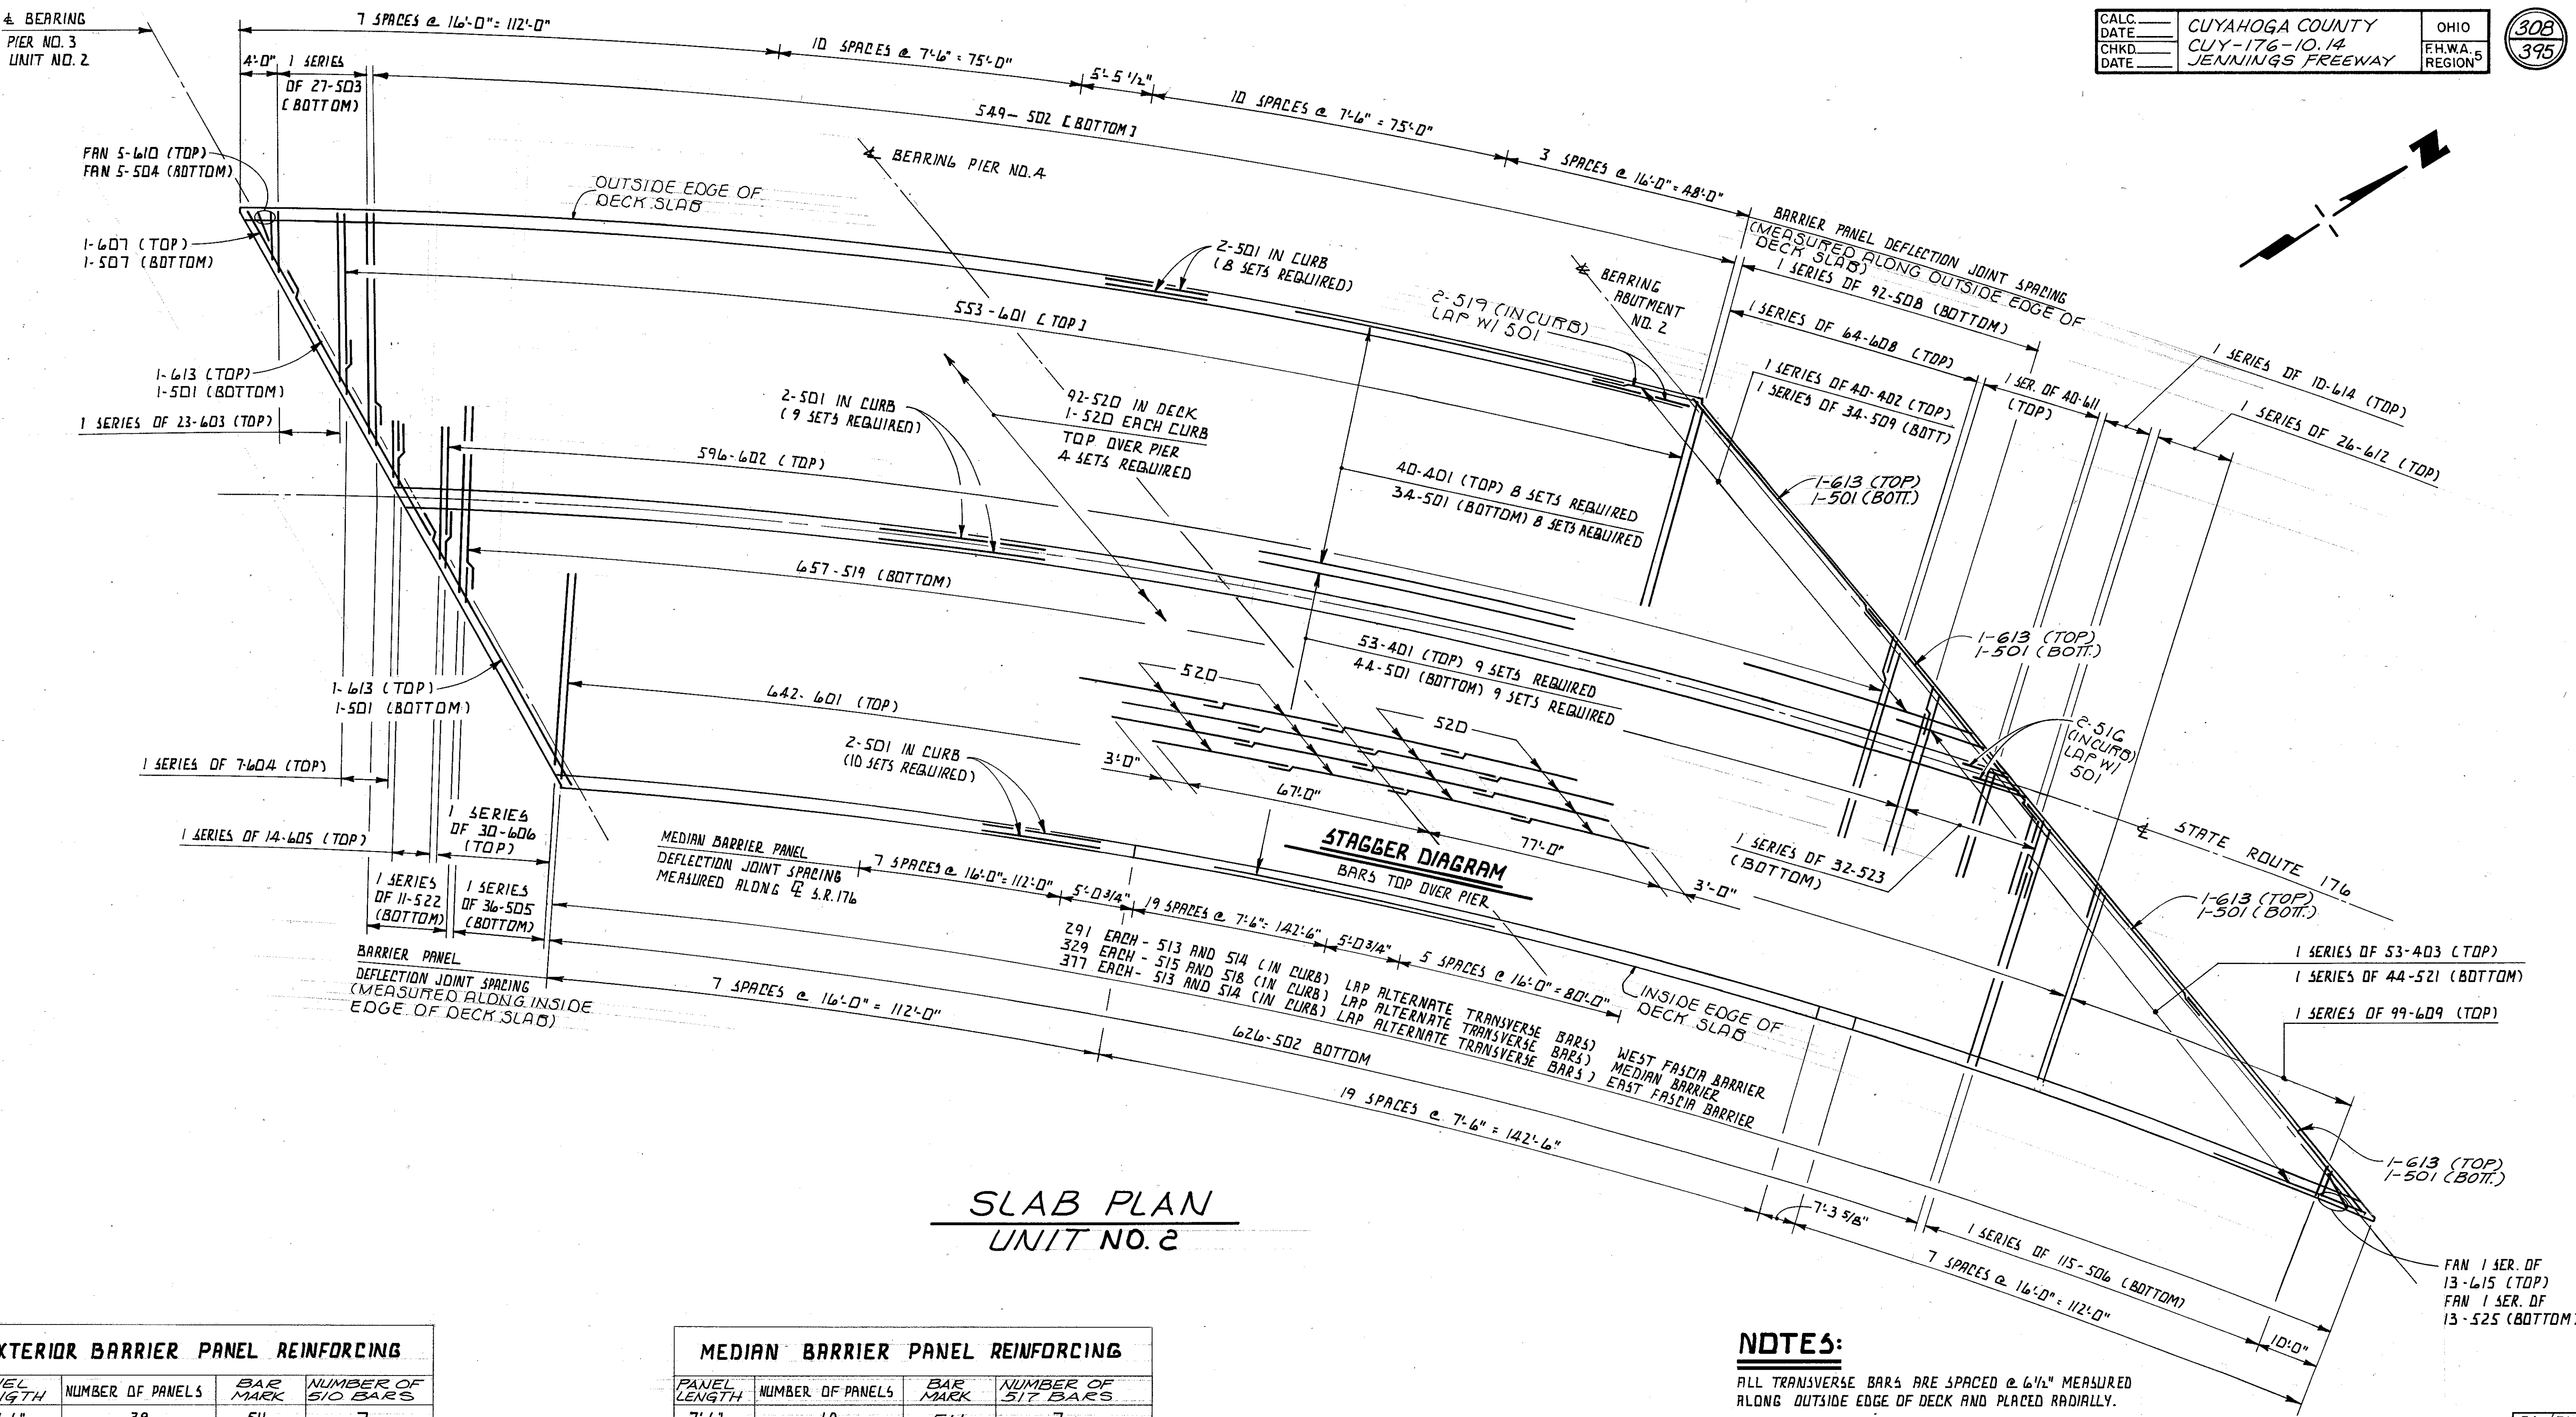 ℄ BEARING
PIER NO. 3
UNIT NO. 2
7 SPACES @ 16'-0" = 112'-0"
10 SPACES @ 7'-6" = 75'-0"
5'-5 1/2"
10 SPACES @ 7'-6" = 75'-0"
3 SPACES @ 16'-0" = 48'-0"
CALC.
DATE
CHKD.
DATE
CUYAHOGA COUNTY
CUY-176-10.14
JENNINGS FREEWAY
OHIO
F.H.W.A.
REGION 5
308
395
4'-0"
1 SERIES
OF 27-503
(BOTTOM)
549-502 [BOTTOM]
℄ BEARING PIER NO.4
FAN 5-610 (TOP)
FAN 5-504 (BOTTOM)
OUTSIDE EDGE OF
DECK SLAB
1-607 (TOP)
1-507 (BOTTOM)
2-501 IN CURB
(8 SETS REQUIRED)
℄ BEARING
ABUTMENT
NO. 2
BARRIER PANEL DEFLECTION JOINT SPACING
(MEASURED ALONG OUTSIDE EDGE OF
DECK SLAB)
1 SERIES OF 92-508 (BOTTOM)
1 SERIES OF 64-608 (TOP)
1 SERIES OF 10-614 (TOP)
1 SER. OF 40-611
(TOP)
1 SERIES OF 26-612 (TOP)
1 SERIES OF 40-402 (TOP)
1 SERIES OF 34-509 (BOTT)
2-519 (IN CURB)
LAP W/ 501
553-601 [TOP]
1-613 (TOP)
1-501 (BOTTOM)
1 SERIES OF 23-603 (TOP)
2-501 IN CURB
(9 SETS REQUIRED)
92-520 IN DECK
1-520 EACH CURB
TOP OVER PIER
4 SETS REQUIRED
596-602 (TOP)
40-401 (TOP) 8 SETS REQUIRED
34-501 (BOTTOM) 8 SETS REQUIRED
1-613 (TOP)
1-501 (BOTT.)
657-519 (BOTTOM)
53-401 (TOP) 9 SETS REQUIRED
44-501 (BOTTOM) 9 SETS REQUIRED
1-613 (TOP)
1-501 (BOTT.)
1-613 (TOP)
1-501 (BOTTOM)
642-601 (TOP)
520
520
2-516
(IN CURB)
LAP W/
501
2-501 IN CURB
(10 SETS REQUIRED)
3'-0"
67'-0"
77'-0"
3'-0"
STAGGER DIAGRAM
BARS TOP OVER PIER
1 SERIES OF 7-604 (TOP)
1 SERIES OF 14-605 (TOP)
1 SERIES
OF 30-606
(TOP)
1 SERIES
OF 11-522
(BOTTOM)
1 SERIES
OF 36-505
(BOTTOM)
1 SERIES OF 32-523
(BOTTOM)
℄ STATE ROUTE 176
MEDIAN BARRIER PANEL
DEFLECTION JOINT SPACING
MEASURED ALONG ℄ S.R.176
7 SPACES @ 16'-0" = 112'-0"
5'-0 3/4"
19 SPACES @ 7'-6" = 142'-6"
5'-0 3/4"
5 SPACES @ 16'-0" = 80'-0"
291 EACH - 513 AND 514 (IN CURB) LAP ALTERNATE TRANSVERSE BARS) WEST FASCIA BARRIER
329 EACH - 515 AND 518 (IN CURB) LAP ALTERNATE TRANSVERSE BARS) MEDIAN BARRIER
377 EACH - 513 AND 514 (IN CURB) LAP ALTERNATE TRANSVERSE BARS) EAST FASCIA BARRIER
INSIDE EDGE OF
DECK SLAB
1-613 (TOP)
1-501 (BOTT.)
1 SERIES OF 53-403 (TOP)
1 SERIES OF 44-521 (BOTTOM)
1 SERIES OF 99-609 (TOP)
BARRIER PANEL
DEFLECTION JOINT SPACING
(MEASURED ALONG INSIDE
EDGE OF DECK SLAB)
7 SPACES @ 16'-0" = 112'-0"
626-502 BOTTOM
19 SPACES @ 7'-6" = 142'-6"
1-613 (TOP)
1-501 (BOTT.)
7'-3 5/8"
1 SERIES OF 115-506 (BOTTOM)
7 SPACES @ 16'-0" = 112'-0"
10'-0"
FAN 1 SER. OF
13-615 (TOP)
FAN 1 SER. OF
13-525 (BOTTOM)
SLAB PLAN
UNIT NO. 2
XTERIOR BARRIER PANEL REINFORCING
NUMBER OF PANELS
BAR
MARK
NUMBER OF
510 BARS
MEDIAN BARRIER PANEL REINFORCING
PANEL
LENGTH
NUMBER OF PANELS
BAR
MARK
NUMBER OF
517 BARS
NOTES:
ALL TRANSVERSE BARS ARE SPACED @ 6 1/2" MEASURED
ALONG OUTSIDE EDGE OF DECK AND PLACED RADIALLY.